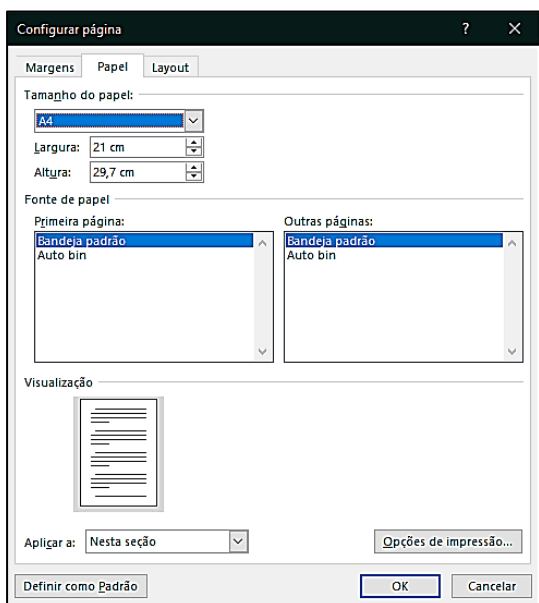 Configurar página ? ×
Margens Papel Layout
Tamanho do papel:
A4
Largura: 21 cm
Altura: 29,7 cm
Fonte de papel
Primeira página: Outras páginas:
Bandeja padrão Bandeja padrão
Auto bin Auto bin
Visualização
Aplicar a: Nesta seção Opções de impressão...
Definir como Padrão OK Cancelar